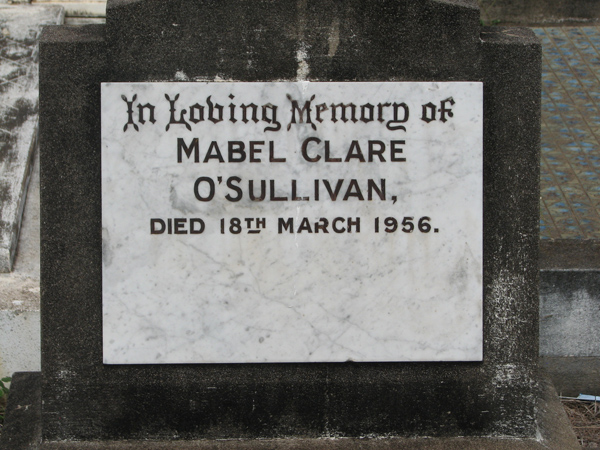 In Loving Memory of
MABEL CLARE
O'SULLIVAN,
DIED 18TH MARCH 1956.